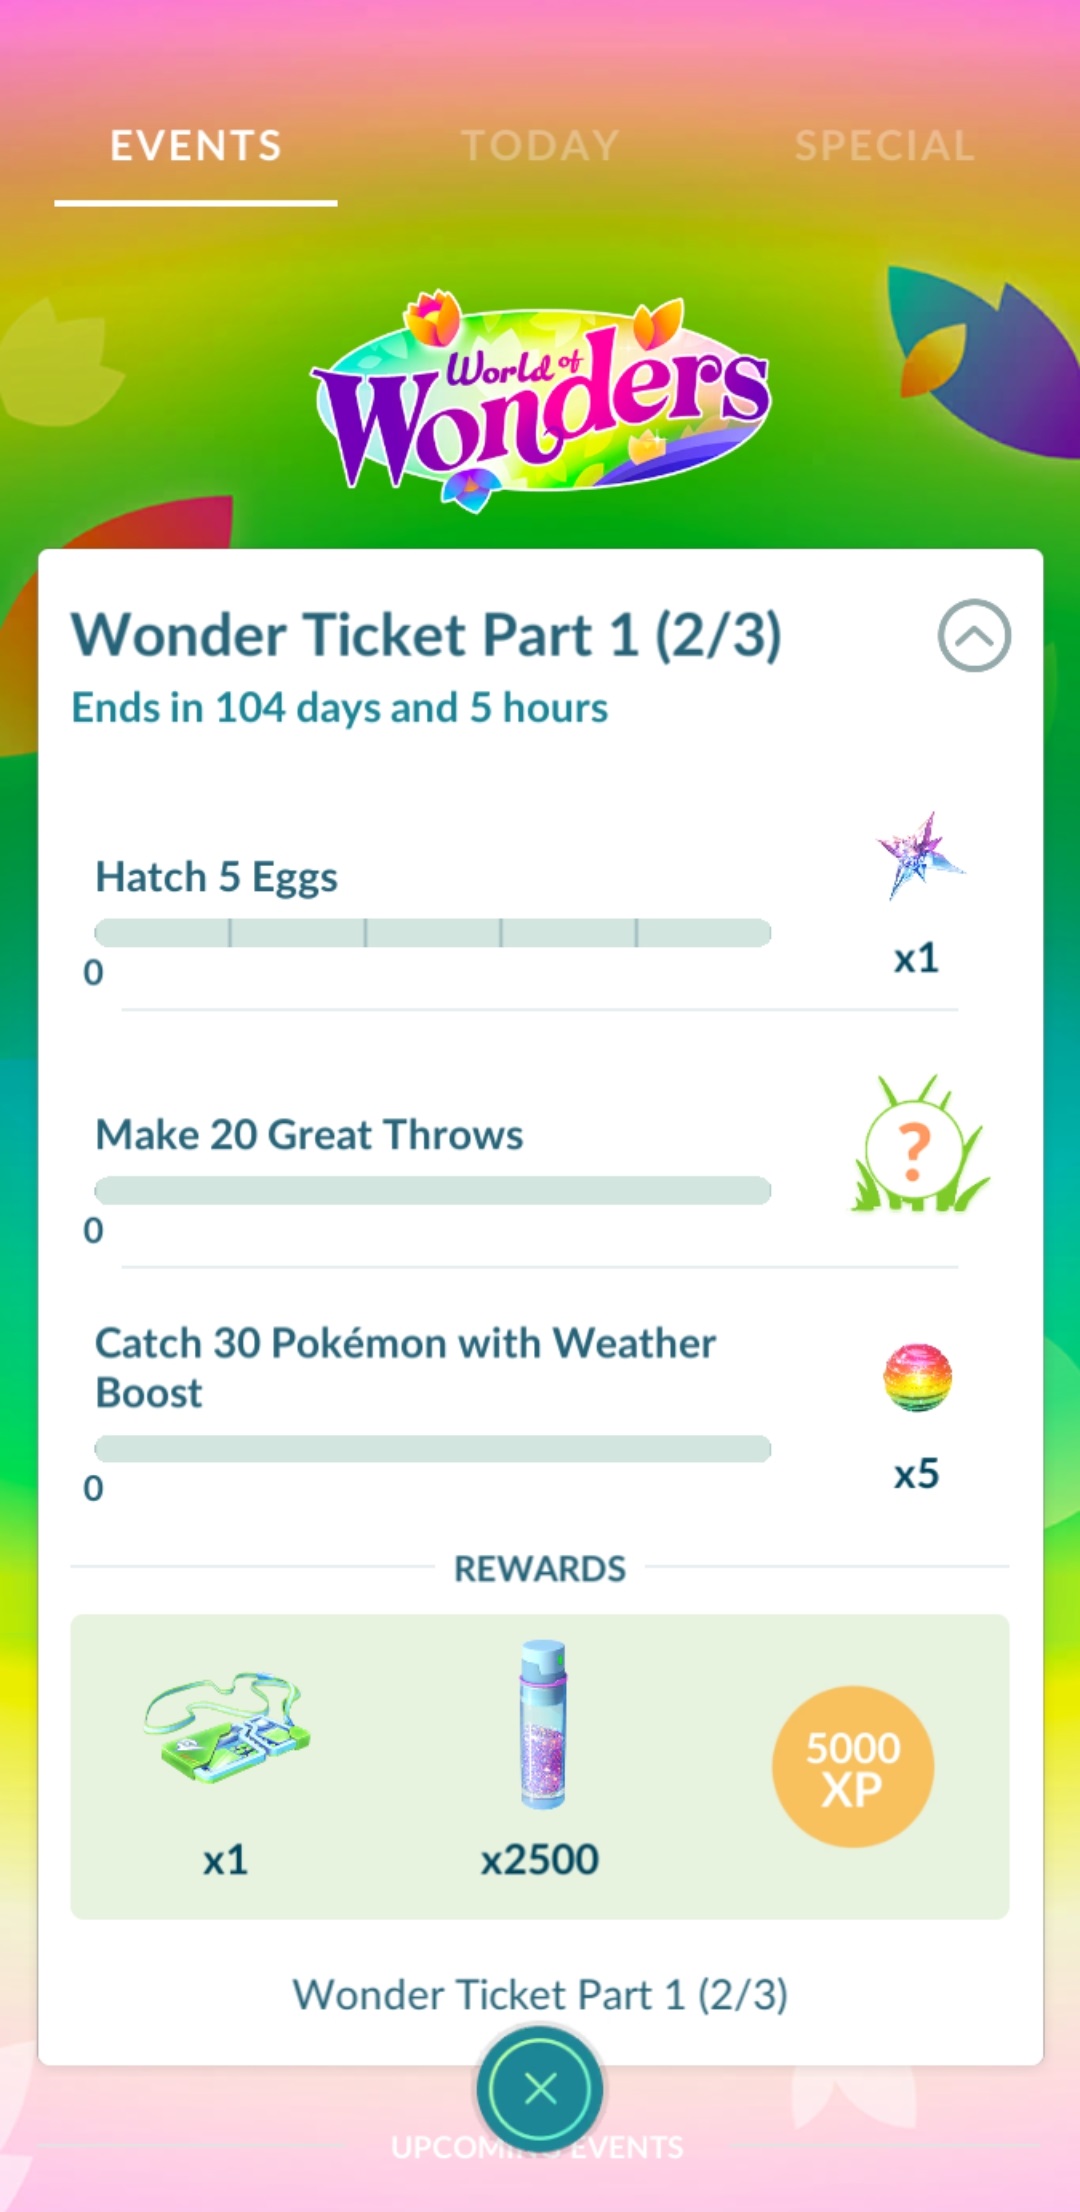 EVENTS
TODAY
SPECIAL
World of
Wonders
Wonder Ticket Part 1 (2/3)
Ends in 104 days and 5 hours
Hatch 5 Eggs
0
x1
Make 20 Great Throws
0
?
Catch 30 Pokémon with Weather
Boost
0
x5
REWARDS
5000
XP
x1
x2500
Wonder Ticket Part 1 (2/3)
EVENTS